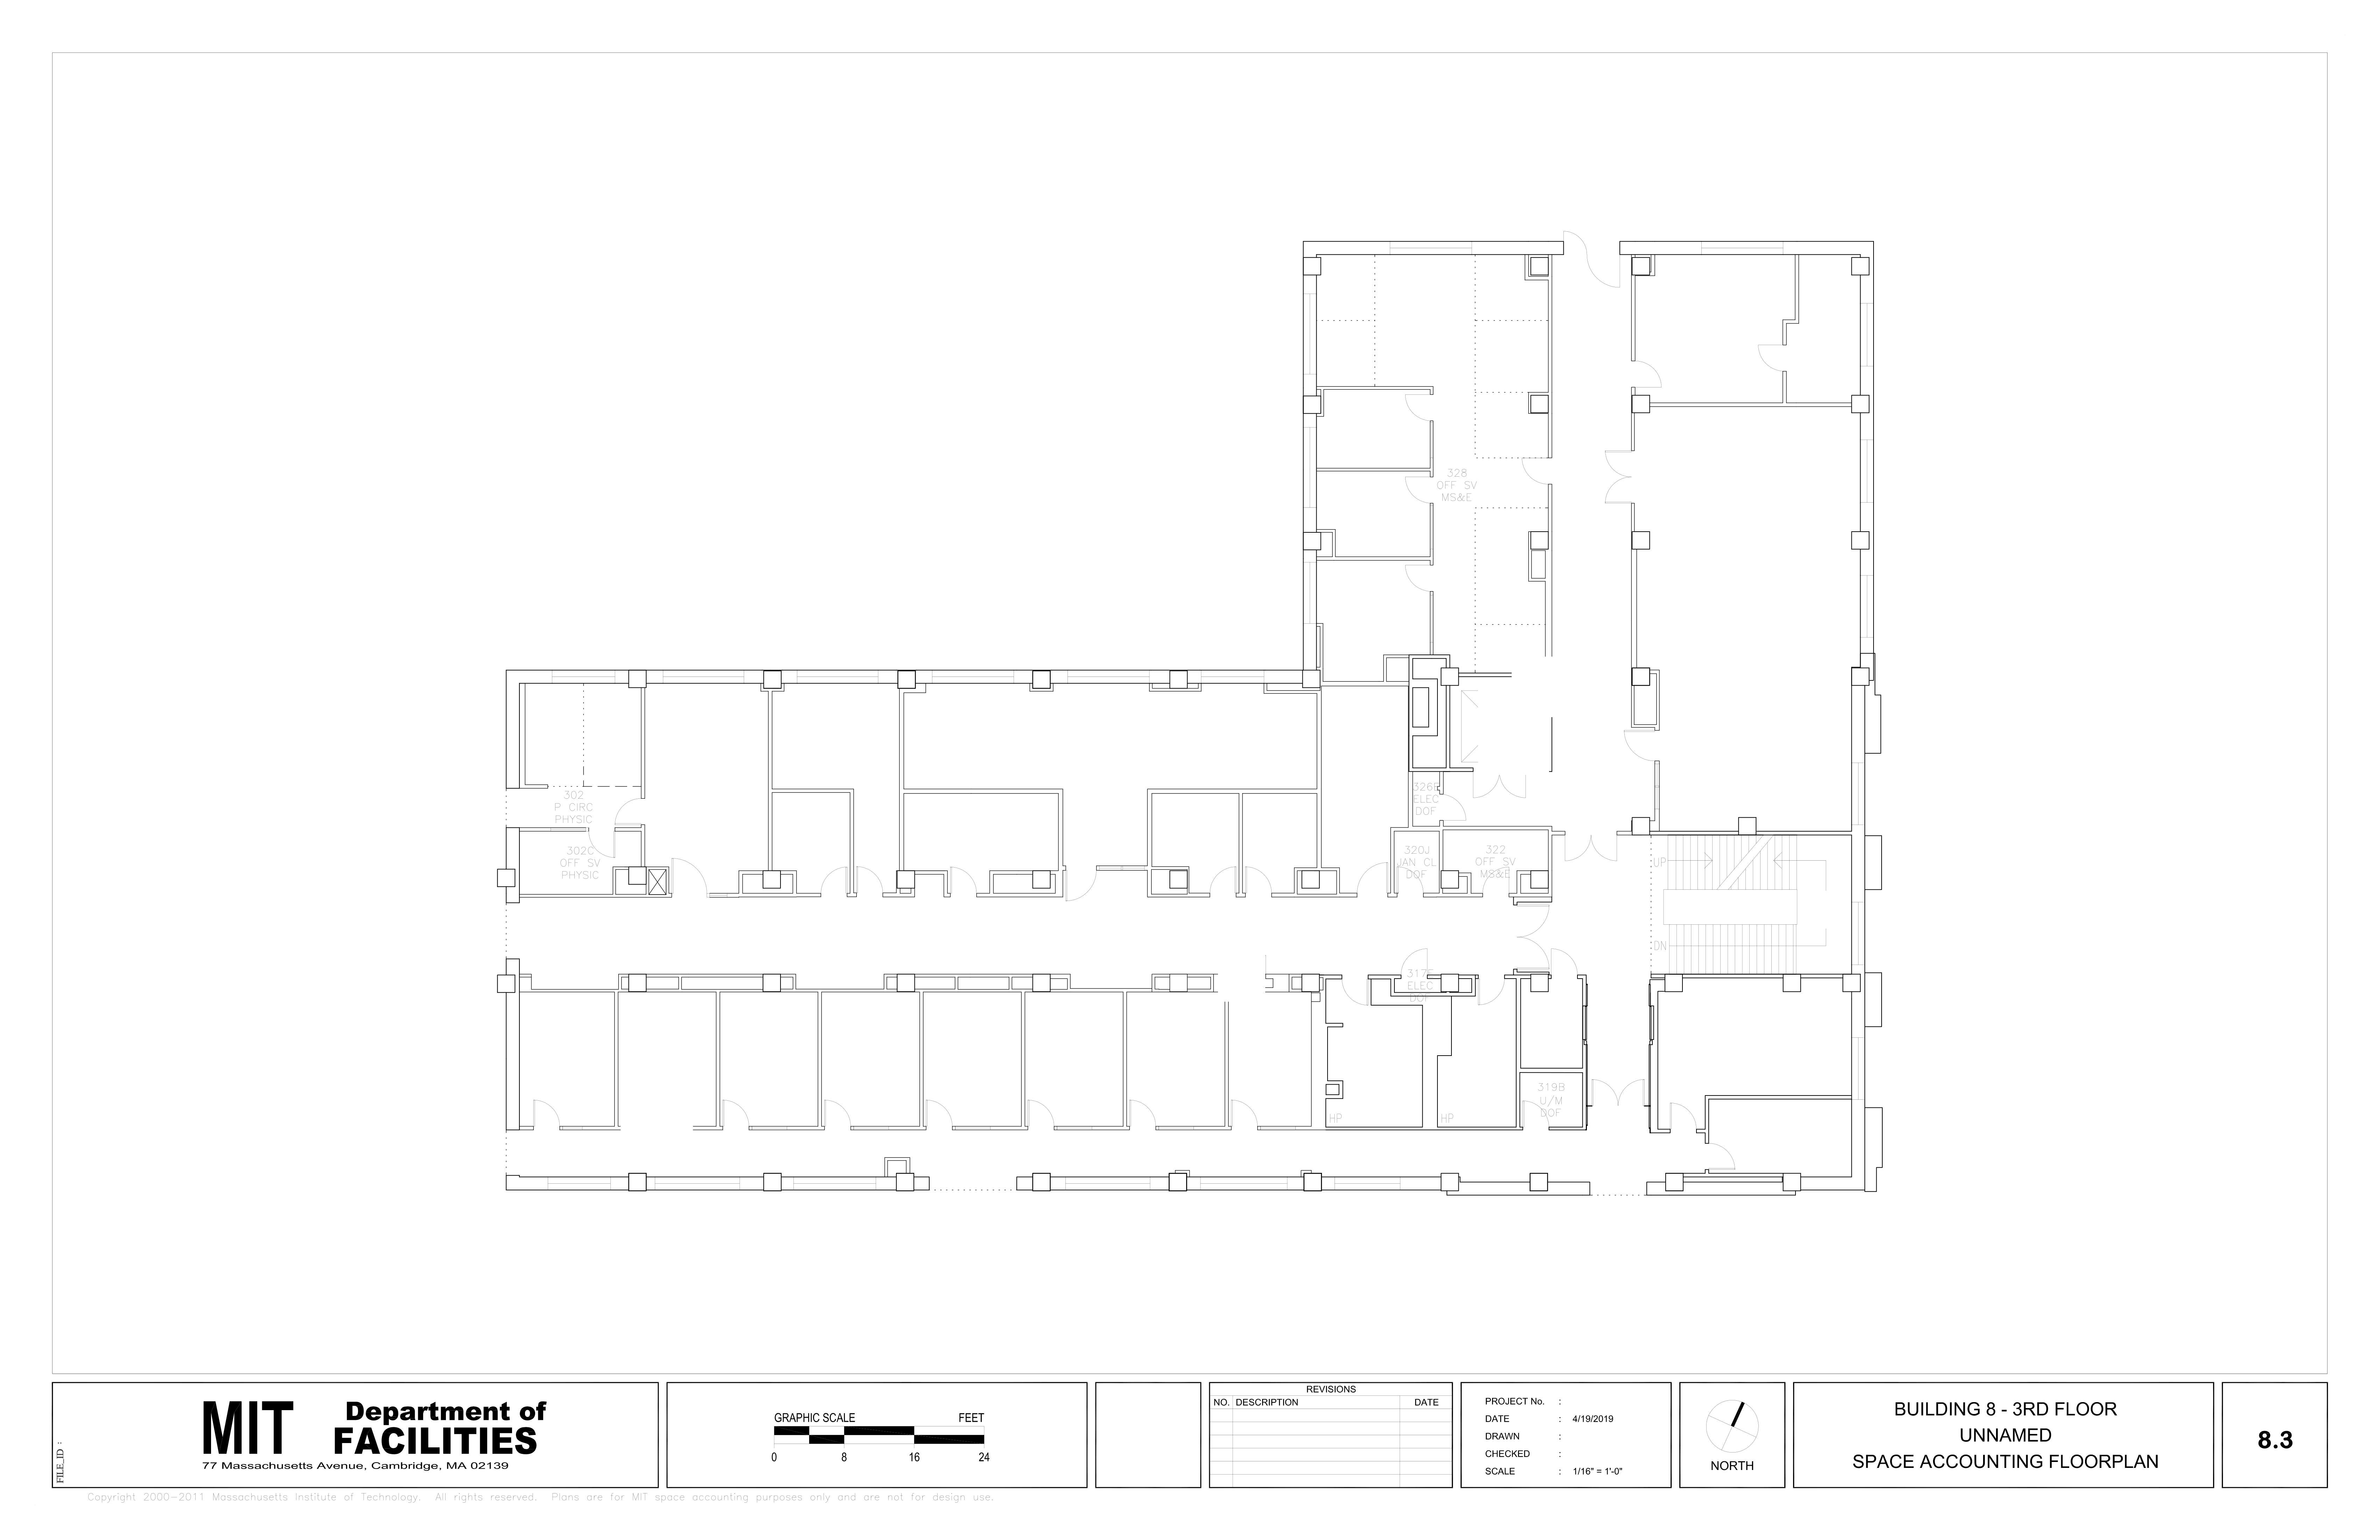 328
OFF SV
MS&E
302
P CIRC
PHYSIC
302C
OFF SV
PHYSIC
326E
ELEC
DOF
320J
JAN CL
DOF
322
OFF SV
MS&E
UP
DN
ELEC
DOF
319B
U/M
DOF
HP
HP
FILE_ID :
MIT Department of
FACILITIES
77 Massachusetts Avenue, Cambridge, MA 02139
GRAPHIC SCALE FEET
0 8 16 24
REVISIONS
NO. DESCRIPTION DATE
PROJECT No. :
DATE : 4/19/2019
DRAWN :
CHECKED :
SCALE : 1/16" = 1'-0"
NORTH
BUILDING 8 - 3RD FLOOR
UNNAMED
SPACE ACCOUNTING FLOORPLAN
8.3
Copyright 2000-2011 Massachusetts Institute of Technology. All rights reserved. Plans are for MIT space accounting purposes only and are not for design use.